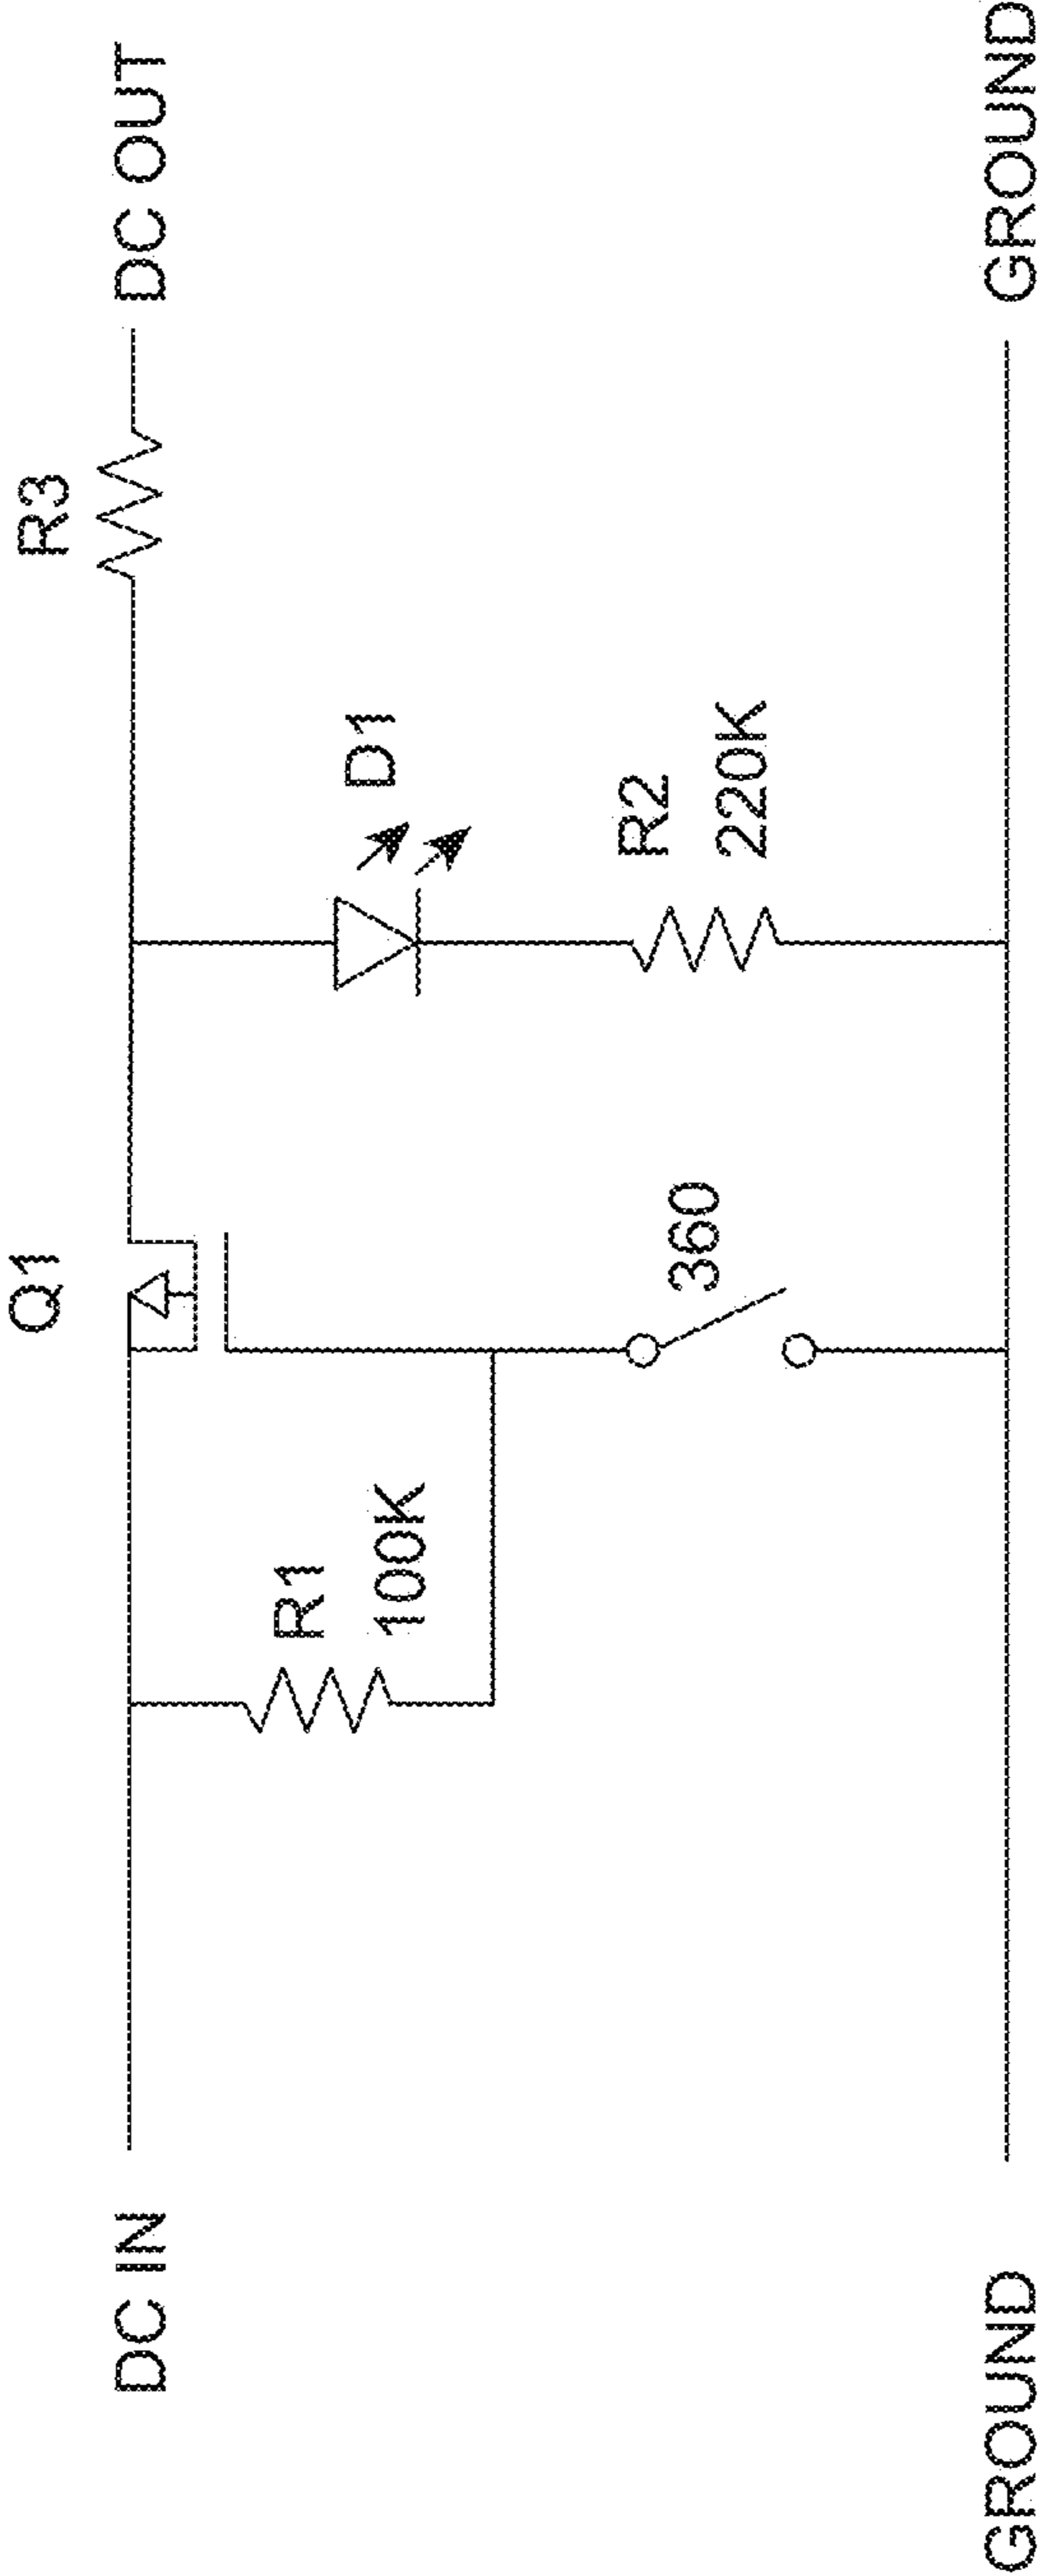 Q1
R3
DC IN
DC OUT
R1
100K
D1
R2
220K
360
GROUND
GROUND